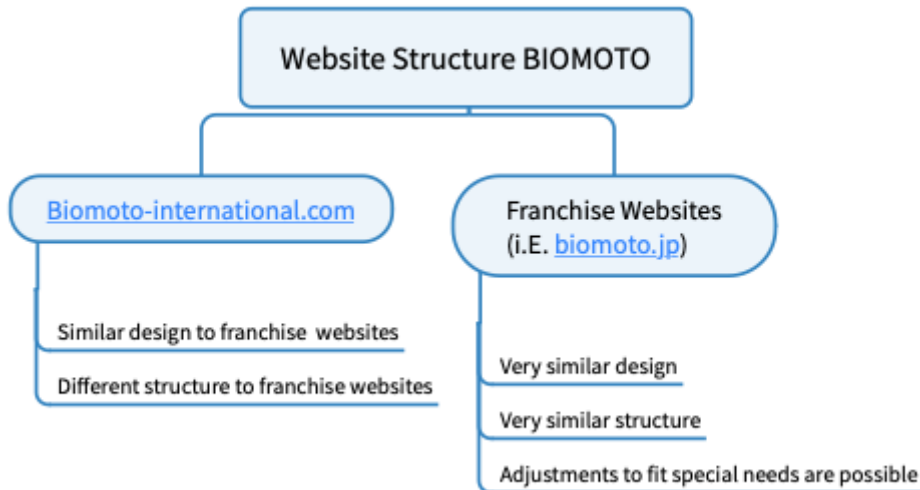 Website Structure BIOMOTO
Biomoto-international.com
Similar design to franchise websites
Different structure to franchise websites
Franchise Websites
(i.E. biomoto.jp)
Very similar design
Very similar structure
Adjustments to fit special needs are possible